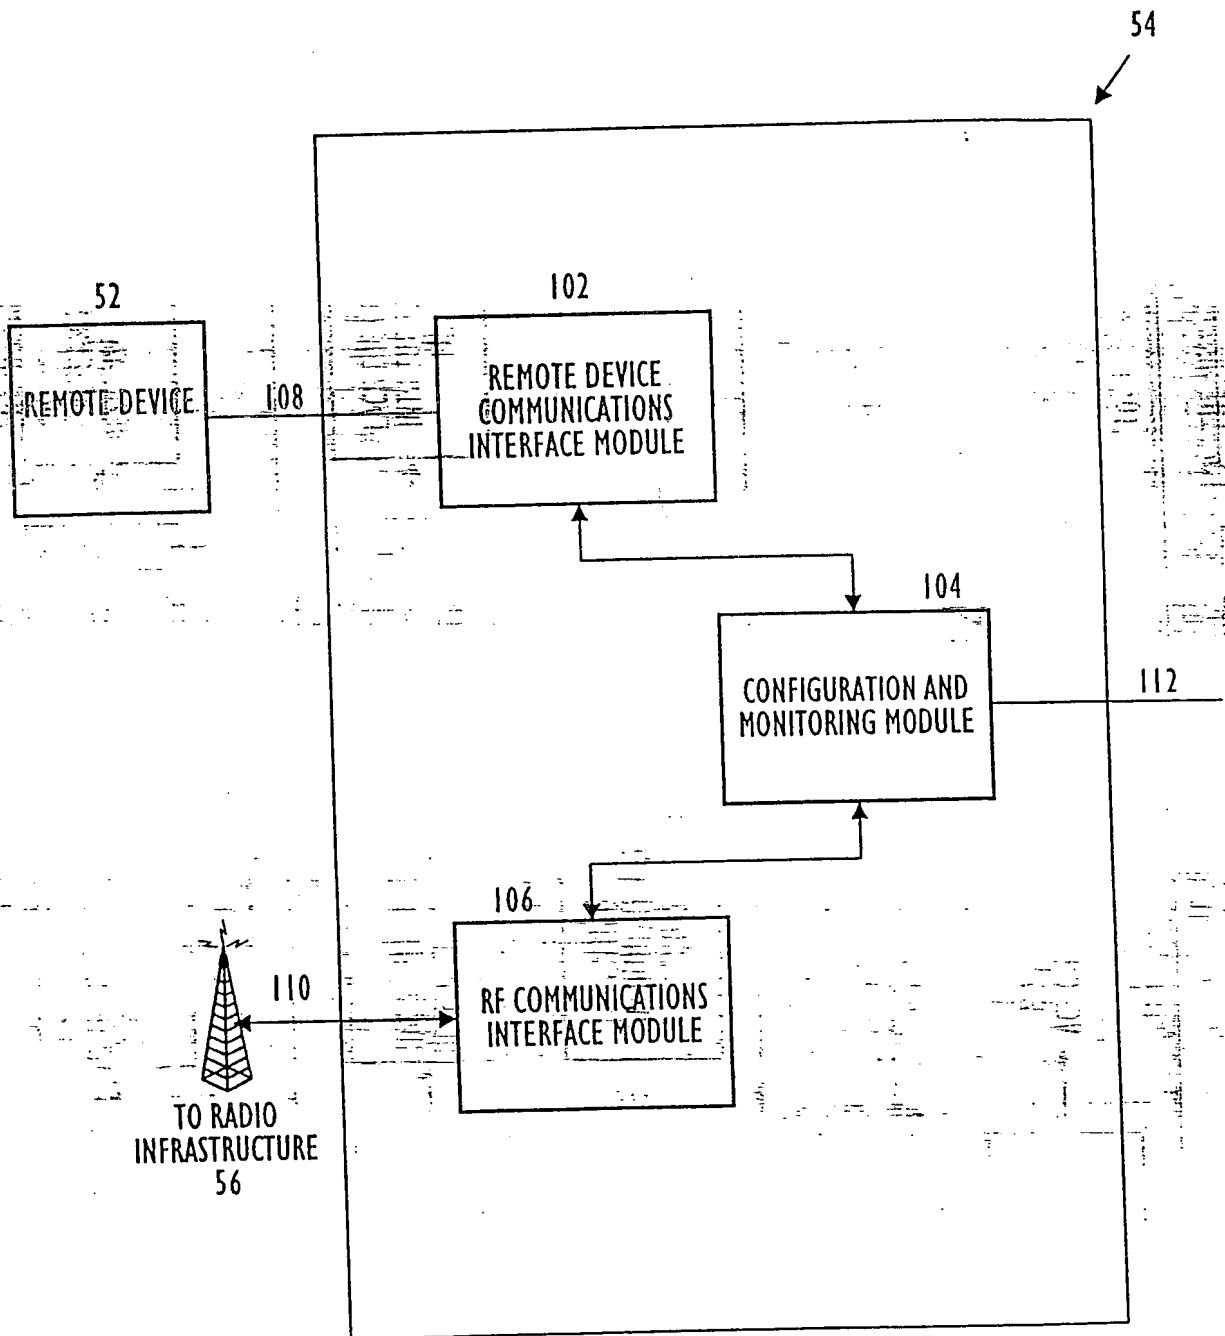 54
52
102
REMOTE DEVICE
108
REMOTE DEVICE
COMMUNICATIONS
INTERFACE MODULE
104
CONFIGURATION AND
MONITORING MODULE
112
106
110
RF COMMUNICATIONS
INTERFACE MODULE
TO RADIO
INFRASTRUCTURE
56